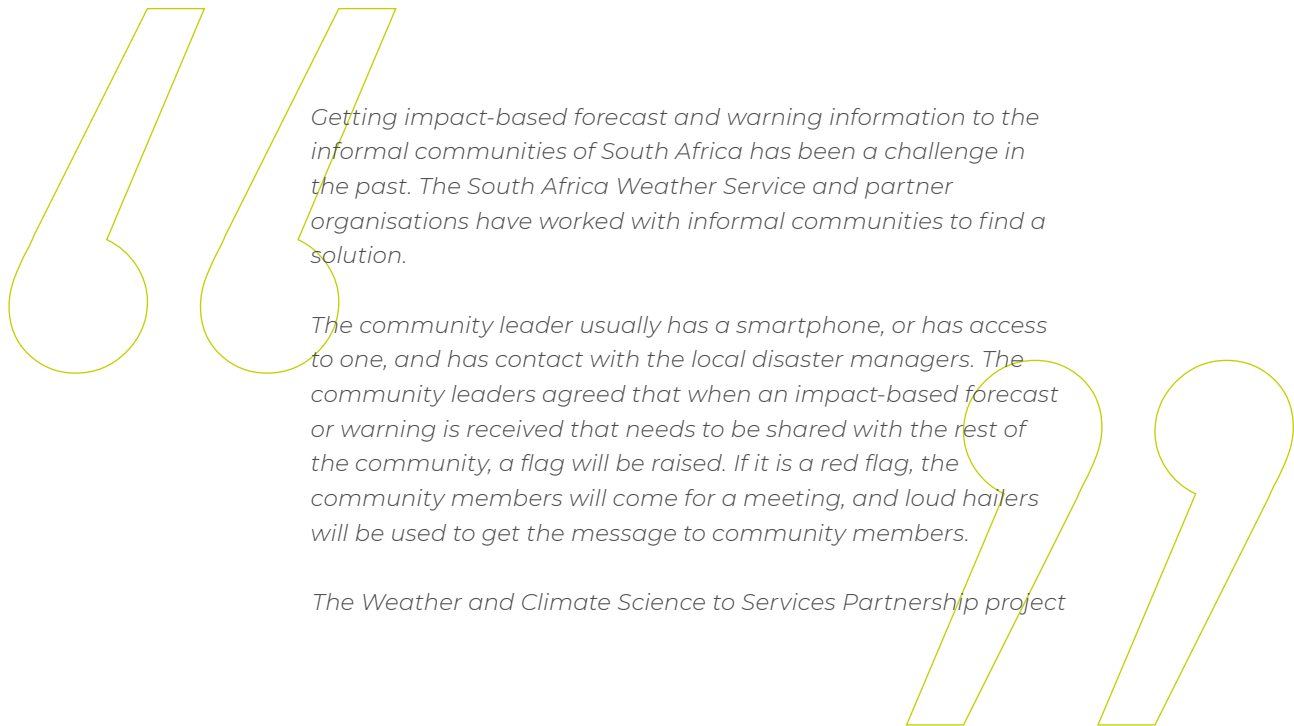 Getting impact-based forecast and warning information to the
informal communities of South Africa has been a challenge in
the past. The South Africa Weather Service and partner
organisations have worked with informal communities to find a
solution.
The community leader usually has a smartphone, or has access
to one, and has contact with the local disaster managers. The
community leaders agreed that when an impact-based forecast
or warning is received that needs to be shared with the rest of
the community, a flag will be raised. If it is a red flag, the
community members will come for a meeting, and loud hailers
will be used to get the message to community members.
The Weather and Climate Science to Services Partnership project